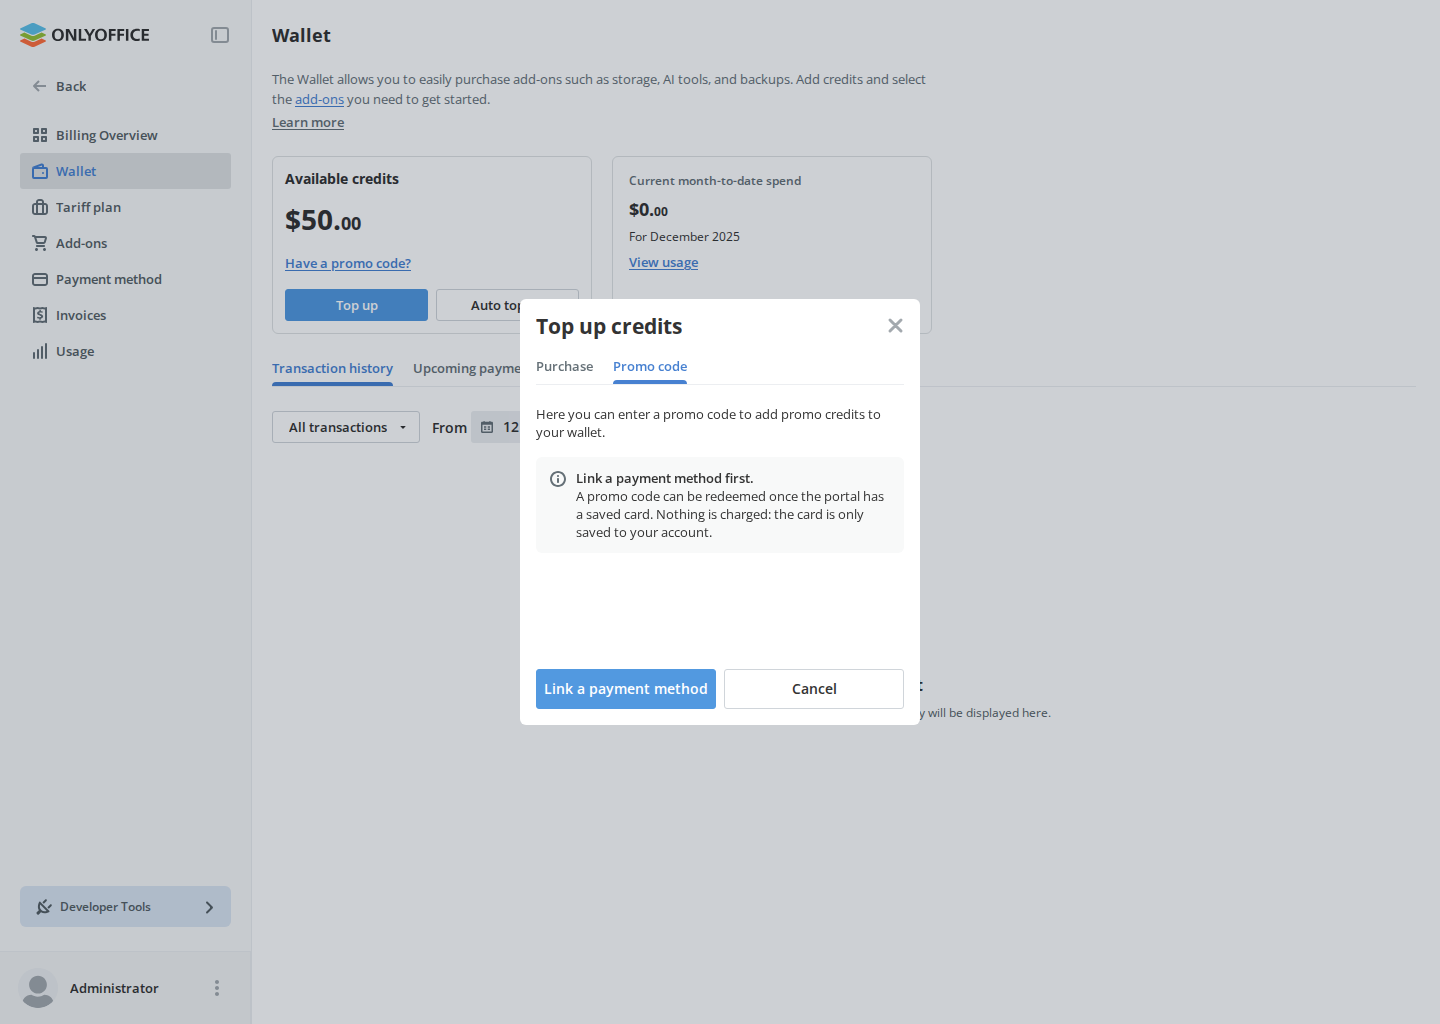 ONLYOFFICE
Back
Billing Overview
Wallet
Tariff plan
Add-ons
Payment method
Invoices
Usage
Developer Tools
Administrator
Wallet
The Wallet allows you to easily purchase add-ons such as storage, AI tools, and backups. Add credits and select
the add-ons you need to get started.
Learn more
Available credits
$50.00
Have a promo code?
Top up
Auto top
Current month-to-date spend
$0.00
For December 2025
View usage
Transaction history
Upcoming payme
All transactions
From
12
will be displayed here.
Top up credits
Purchase
Promo code
Here you can enter a promo code to add promo credits to
your wallet.
Link a payment method first.
A promo code can be redeemed once the portal has
a saved card. Nothing is charged: the card is only
saved to your account.
Link a payment method
Cancel